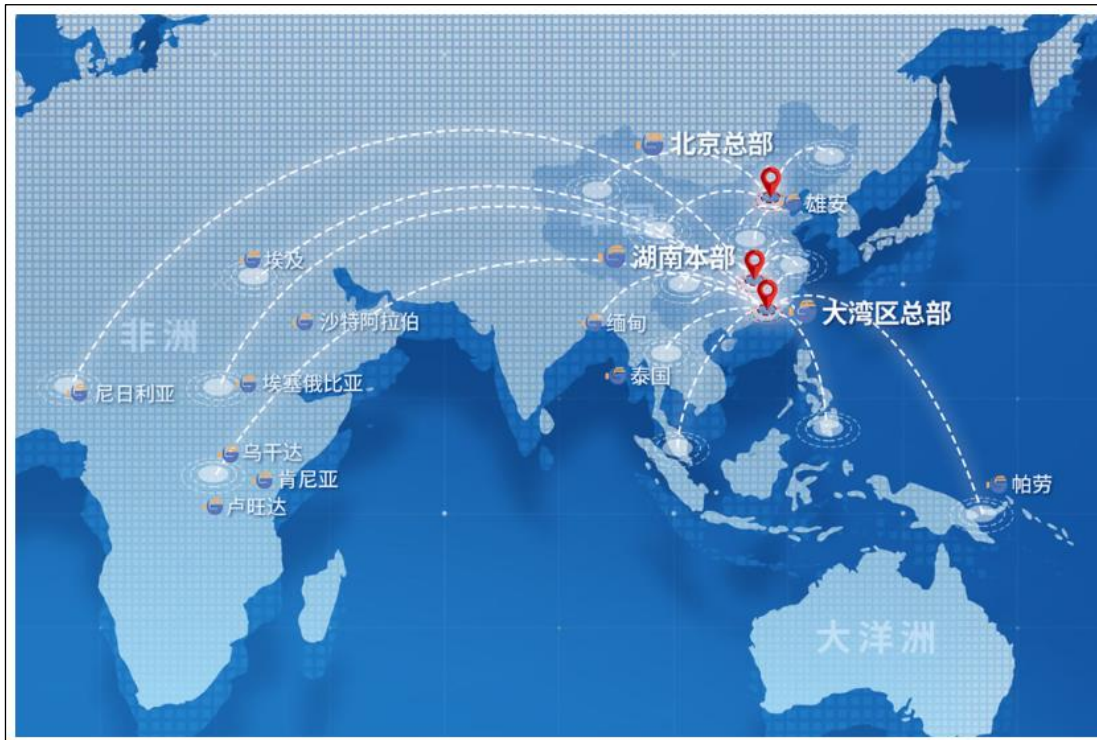 北京总部
雄安
中国
湖南本部
埃及
大湾区总部
沙特阿拉伯
缅甸
非洲
泰国
尼日利亚
埃塞俄比亚
乌干达
肯尼亚
帕劳
卢旺达
大洋洲